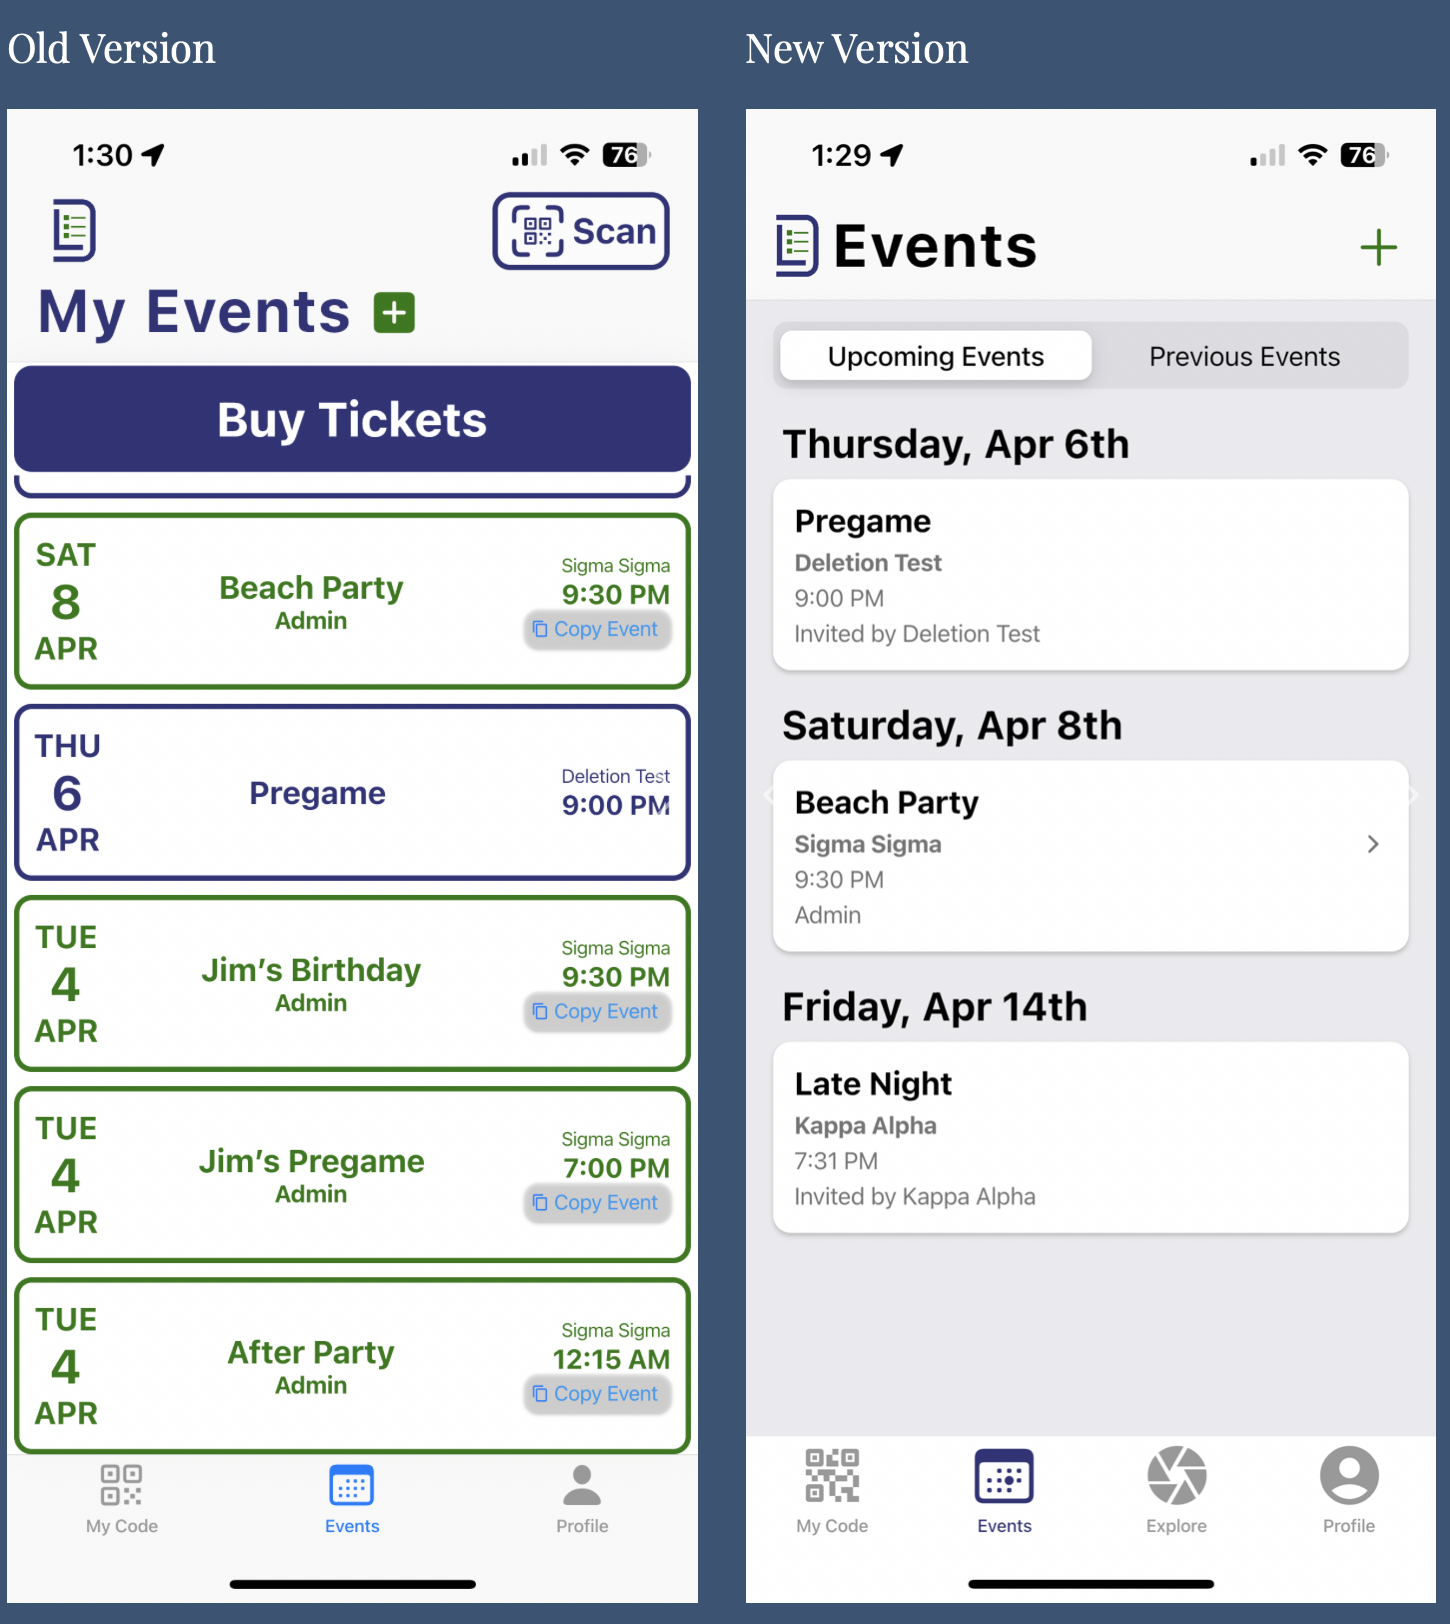 Old Version
1:30
76
Scan
My Events
Buy Tickets
SAT
8
APR
Beach Party
Admin
Sigma Sigma
9:30 PM
Copy Event
THU
6
APR
Pregame
Deletion Test
9:00 PM
TUE
4
APR
Jim's Birthday
Admin
Sigma Sigma
9:30 PM
Copy Event
TUE
4
APR
Jim's Pregame
Admin
Sigma Sigma
7:00 PM
Copy Event
TUE
4
APR
After Party
Admin
Sigma Sigma
12:15 AM
Copy Event
My Code
Events
Profile
New Version
1:29
76
Events
Upcoming Events
Previous Events
Thursday, Apr 6th
Pregame
Deletion Test
9:00 PM
Invited by Deletion Test
Saturday, Apr 8th
Beach Party
Sigma Sigma
9:30 PM
Admin
Friday, Apr 14th
Late Night
Kappa Alpha
7:31 PM
Invited by Kappa Alpha
My Code
Events
Explore
Profile